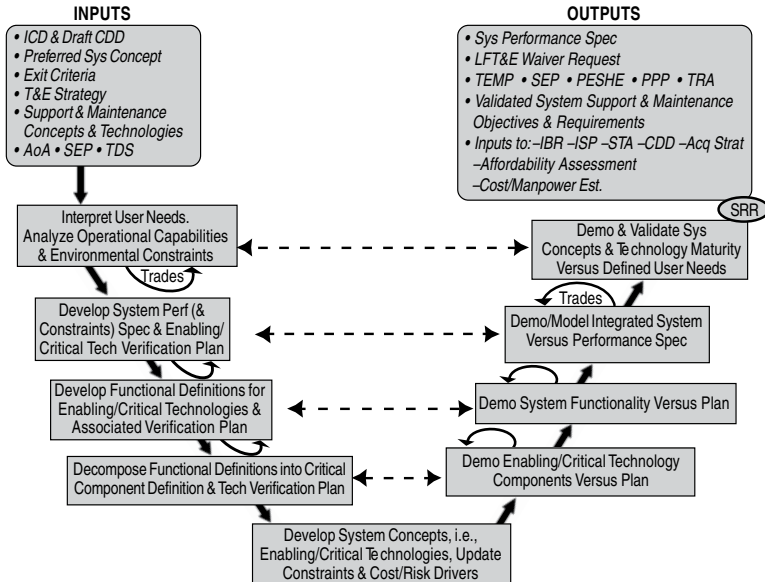 INPUTS
• ICD & Draft CDD
• Preferred Sys Concept
• Exit Criteria
• T&E Strategy
• Support & Maintenance
Concepts & Technologies
• AoA • SEP • TDS
OUTPUTS
• Sys Performance Spec
• LFT&E Waiver Request
• TEMP • SEP • PESHE • PPP • TRA
• Validated System Support & Maintenance
Objectives & Requirements
• Inputs to:–IBR –ISP –STA –CDD –Acq Strat
–Affordability Assessment
–Cost/Manpower Est.
SRR
Interpret User Needs.
Analyze Operational Capabilities
& Environmental Constraints
Trades
Develop System Perf (&
Constraints) Spec & Enabling/
Critical Tech Verification Plan
Develop Functional Definitions for
Enabling/Critical Technologies &
Associated Verification Plan
Decompose Functional Definitions into Critical
Component Definition & Tech Verification Plan
Develop System Concepts, i.e.,
Enabling/Critical Technologies, Update
Constraints & Cost/Risk Drivers
Demo & Validate Sys
Concepts & Technology Maturity
Versus Defined User Needs
Trades
Demo/Model Integrated System
Versus Performance Spec
Demo System Functionality Versus Plan
Demo Enabling/Critical Technology
Components Versus Plan